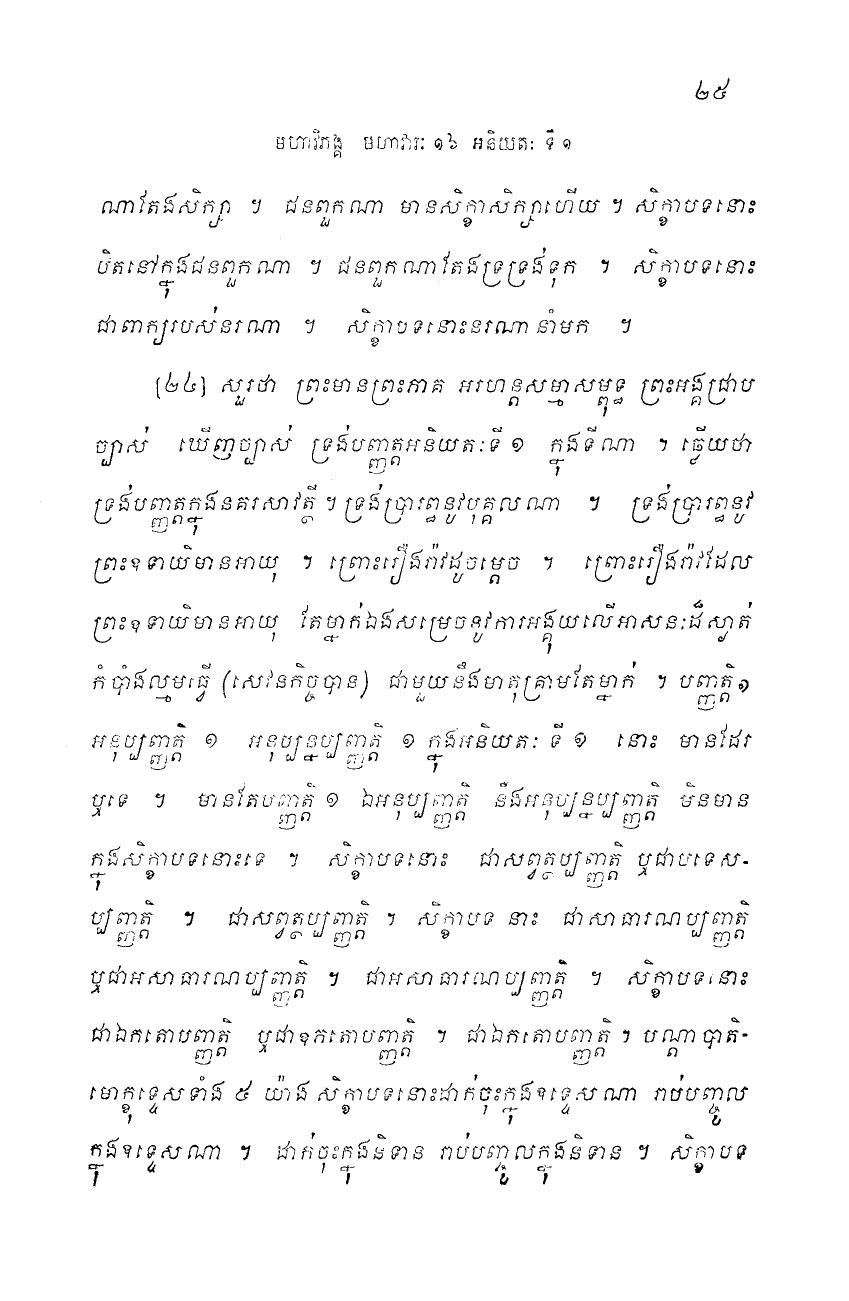 ២៥
មហាវិភង្គ មហាវារៈ ១៦ អនិយតៈ ទី ១
ណាតែងសិក្សា ។ ជនពួកណា មានសិក្ខាសិក្សាហើយ ។ សិក្ខាបទនោះ
ឋិតនៅក្នុងជនពួកណា ។ ជនពួកណាតែងទ្រទ្រង់ទុក ។ សិក្ខាបទនោះ
ជាពាក្យរបស់នរណា ។ សិក្ខាបទនោះនរណានាំមក ។
[២៤] សួរថា ព្រះមានព្រះភាគ អរហន្តសម្មាសម្ពុទ្ធ ព្រះអង្គជ្រាប
ច្បាស់ ឃើញច្បាស់ ទ្រង់បញ្ញត្តអនិយតៈទី ១ ក្នុងទីណា ។ ឆ្លើយថា
ទ្រង់បញ្ញត្តក្នុងនគរសាវត្ថី ។ ទ្រង់ប្រារព្ធនូវបុគ្គលណា ។ ទ្រង់ប្រារព្ធនូវ
ព្រះឧទាយិមានអាយុ ។ ព្រោះរឿងរ៉ាវដូចម្តេច ។ ព្រោះរឿងរ៉ាវដែល
ព្រះឧទាយិមានអាយុ តែម្នាក់ឯងសម្រេចនូវការអង្គុយលើអាសនៈដ៏ស្ងាត់
កំបាំងល្មមធ្វើ (សេវនកិច្ចបាន) ជាមួយនឹងមាតុគ្រាមតែម្នាក់ ។ បញ្ញត្តិ១
អនុប្បញ្ញាត្តិ ១ អនុប្បន្នប្បញ្ញត្តិ ១ ក្នុងអនិយតៈ ទី ១ នោះ មានដែរ
ឬទេ ។ មានតែបញ្ញត្តិ ១ ឯអនុប្បញ្ញត្តិ នឹងអនុប្បន្នប្បញ្ញត្តិ មិនមាន
ក្នុងសិក្ខាបទនោះទេ ។ សិក្ខាបទនោះ ជាសព្វត្ថប្បញ្ញត្តិ ឬជាបទេស-
ប្បញ្ញត្តិ ។ ជាសព្វត្ថប្បញ្ញត្តិ ។ សិក្ខាបទ នោះ ជាសាធារណប្បញ្ញត្តិ
ឬជាអសាធារណប្បញ្ញត្តិ ។ ជាអសាធារណប្បញ្ញត្តិ ។ សិក្ខាបទនោះ
ជាឯកតោបញ្ញត្តិ ឬជាឧភតោបញ្ញត្តិ ។ ជាឯកតោបញ្ញត្តិ ។ បណ្តាបាតិ-
មោក្ខុទ្ទេសទាំង ៥ យ៉ាង សិក្ខាបទនោះដាក់ចុះក្នុងឧទ្ទេសណា រាប់បញ្ចូល
ក្នុងឧទ្ទេសណា ។ ដាក់ចុះក្នុងនិទាន រាប់បញ្ចូលក្នុងនិទាន ។ សិក្ខាបទ